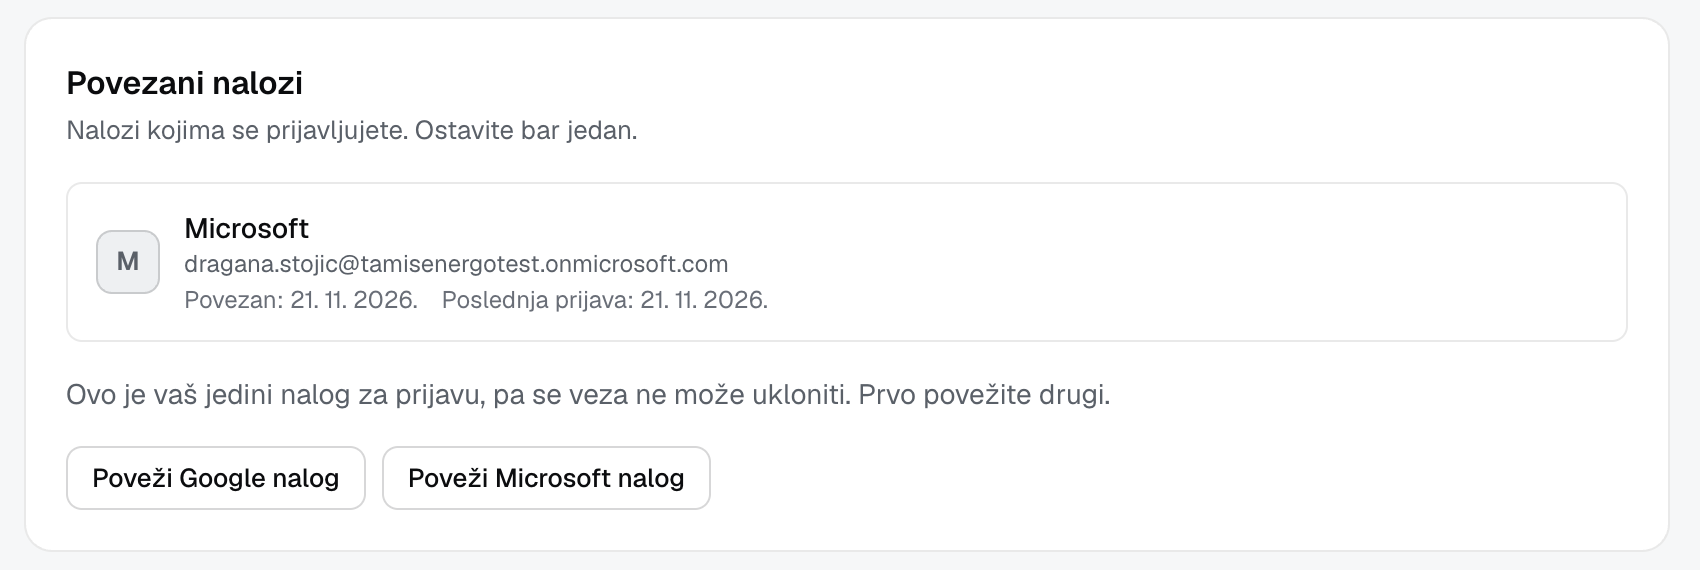 Povezani nalozi
Nalozi kojima se prijavljujete. Ostavite bar jedan.
M
Microsoft
dragana.stojic@tamisenergotest.onmicrosoft.com
Povezan: 21. 11. 2026. Poslednja prijava: 21. 11. 2026.
Ovo je vaš jedini nalog za prijavu, pa se veza ne može ukloniti. Prvo povežite drugi.
Poveži Google nalog Poveži Microsoft nalog